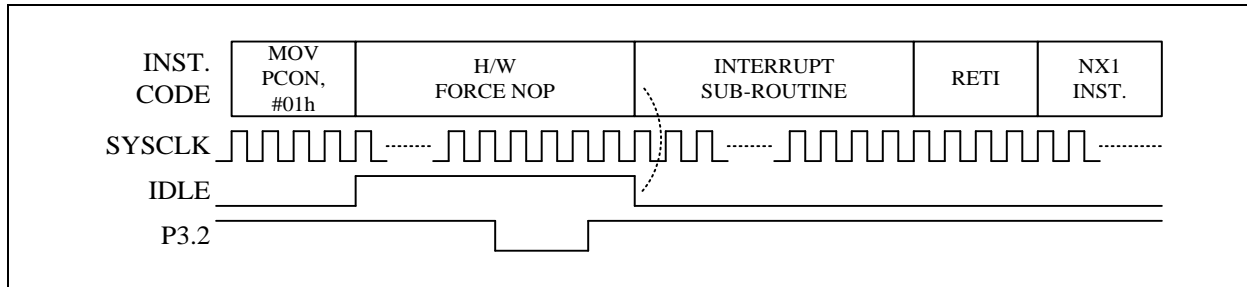 INST.
CODE
MOV
PCON,
#01h
H/W
FORCE NOP
INTERRUPT
SUB-ROUTINE
RETI
NX1
INST.
SYSCLK
IDLE
P3.2